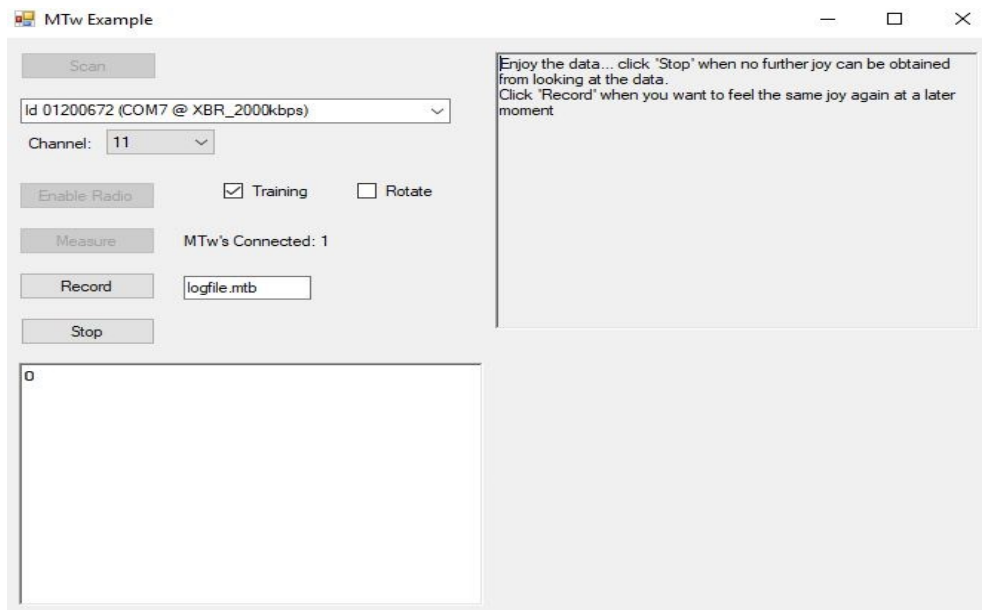 MTw Example
Scan
Id 01200672 (COM7 @ XBR_2000kbps)
Channel: 11
Enable Radio Training Rotate
Measure MTw's Connected: 1
Record logfile.mtb
Stop
0
Enjoy the data... click 'Stop' when no further joy can be obtained
from looking at the data.
Click 'Record' when you want to feel the same joy again at a later
moment